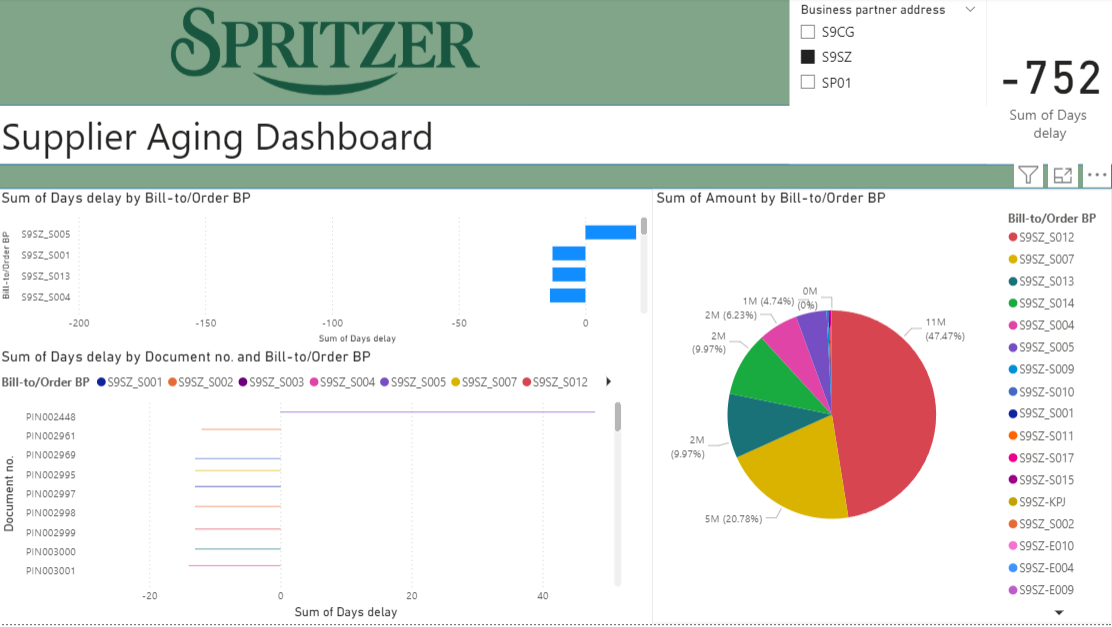 SPRITZER
Business partner address
S9CG
S9SZ
SP01
-752
Sum of Days
delay
Supplier Aging Dashboard
Sum of Days delay by Bill-to/Order BP
Bill-to/Order BP
S9SZ_S005
S9SZ_S001
S9SZ_S013
S9SZ_S004
-200
-150
-100
-50
0
Sum of Days delay
Sum of Days delay by Document no. and Bill-to/Order BP
Bill-to/Order BP S9SZ_S001 S9SZ_S002 S9SZ_S003 S9SZ_S004 S9SZ_S005 S9SZ_S007 S9SZ_S012
Document no.
PIN002448
PIN002961
PIN002969
PIN002995
PIN002997
PIN002998
PIN002999
PIN003000
PIN003001
-20
0
20
40
Sum of Days delay
Sum of Amount by Bill-to/Order BP
0M
(0%)
1M (4.74%)
2M (6.23%)
2M
(9.97%)
2M
(9.97%)
5M (20.78%)
11M
(47.47%)
Bill-to/Order BP
S9SZ_S012
S9SZ_S007
S9SZ_S013
S9SZ_S014
S9SZ_S004
S9SZ_S005
S9SZ-S009
S9SZ-S010
S9SZ_S001
S9SZ-S011
S9SZ-S017
S9SZ-S015
S9SZ-KPJ
S9SZ_S002
S9SZ-E010
S9SZ-E004
S9SZ-E009